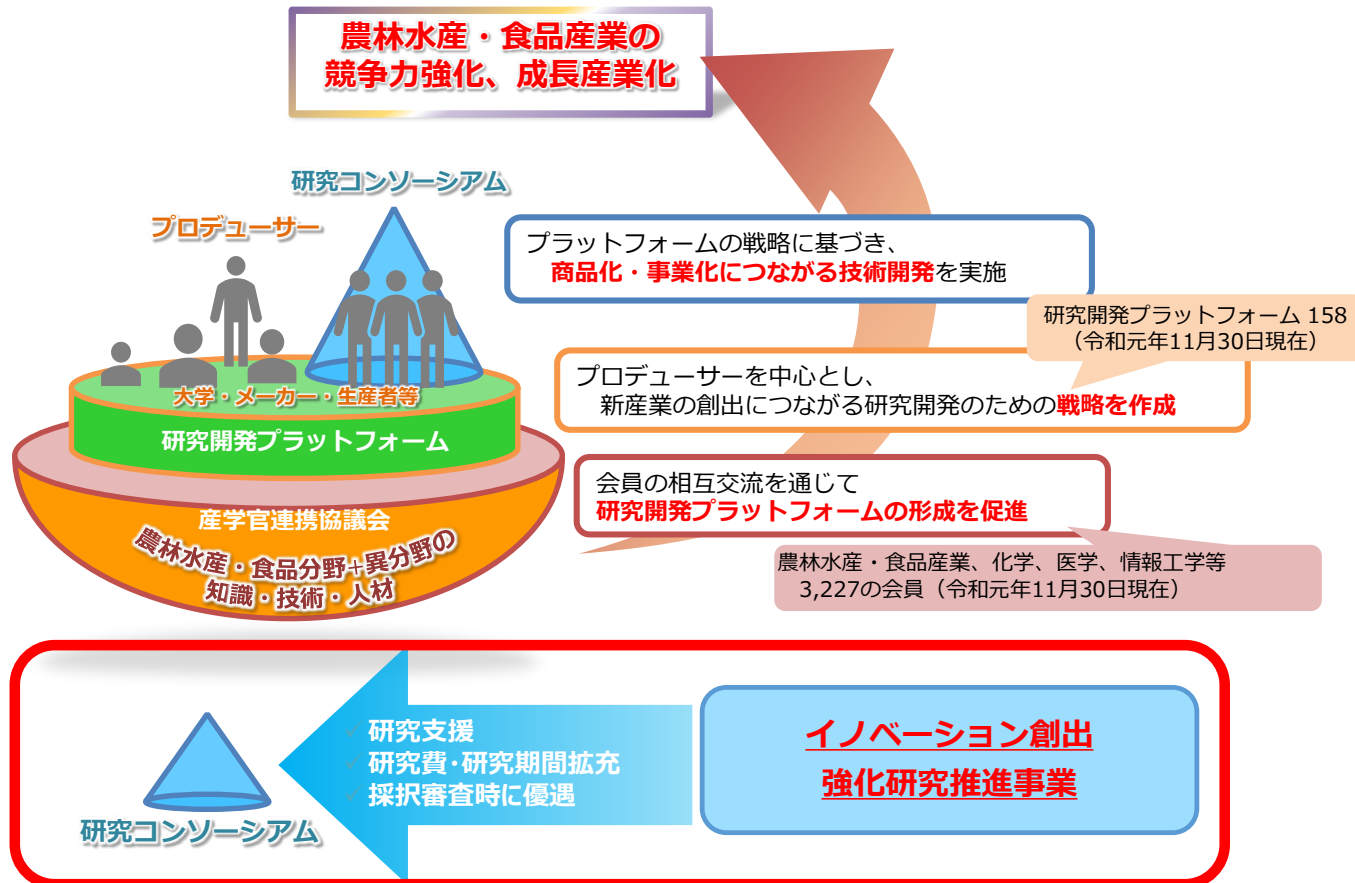 農林水産・食品産業の
競争力強化、成長産業化
研究コンソーシアム
プロデューサー
プラットフォームの戦略に基づき、
商品化・事業化につながる技術開発を実施
研究開発プラットフォーム 158
（令和元年11月30日現在）
プロデューサーを中心とし、
新産業の創出につながる研究開発のための戦略を作成
大学・メーカー・生産者等
研究開発プラットフォーム
会員の相互交流を通じて
研究開発プラットフォームの形成を促進
産学官連携協議会
農林水産・食品分野+異分野の
知識・技術・人材
農林水産・食品産業、化学、医学、情報工学等
3,227の会員（令和元年11月30日現在）
研究支援
研究費･研究期間拡充
採択審査時に優遇
研究コンソーシアム
イノベーション創出
強化研究推進事業